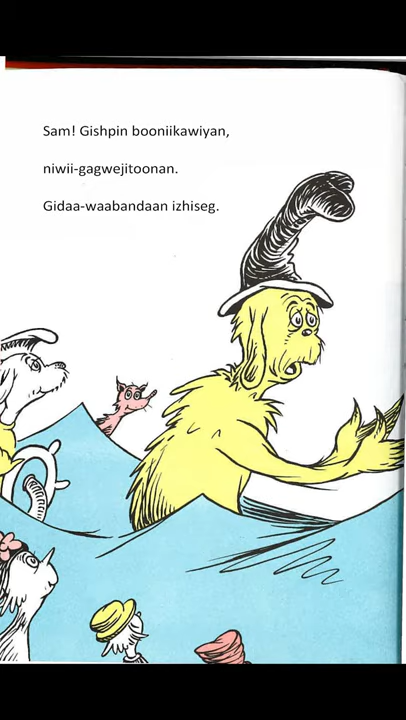 Sam! Gishpin booniikawiyan,
niwii-gagwejitoonan.
Gidaa-waabandaan izhiseg.